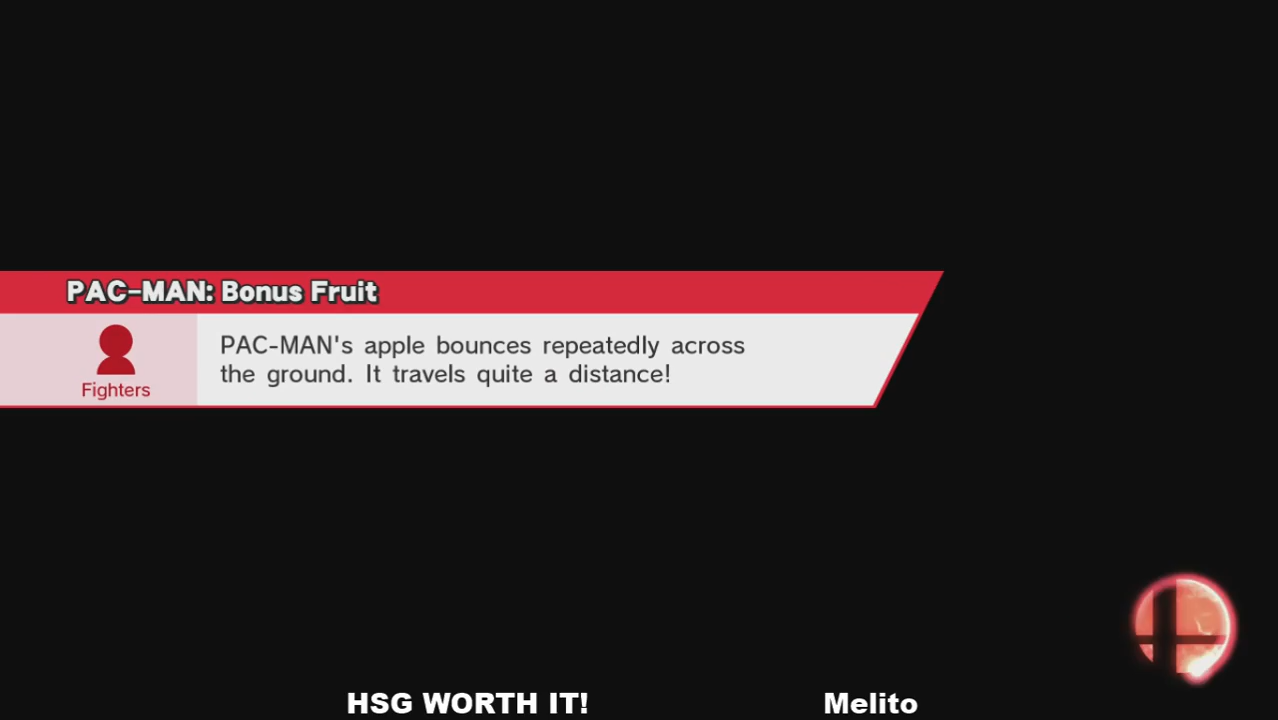 PAC-MAN: Bonus Fruit
PAC-MAN's apple bounces repeatedly across
the ground. It travels quite a distance!
Fighters
HSG WORTH IT!
Melito